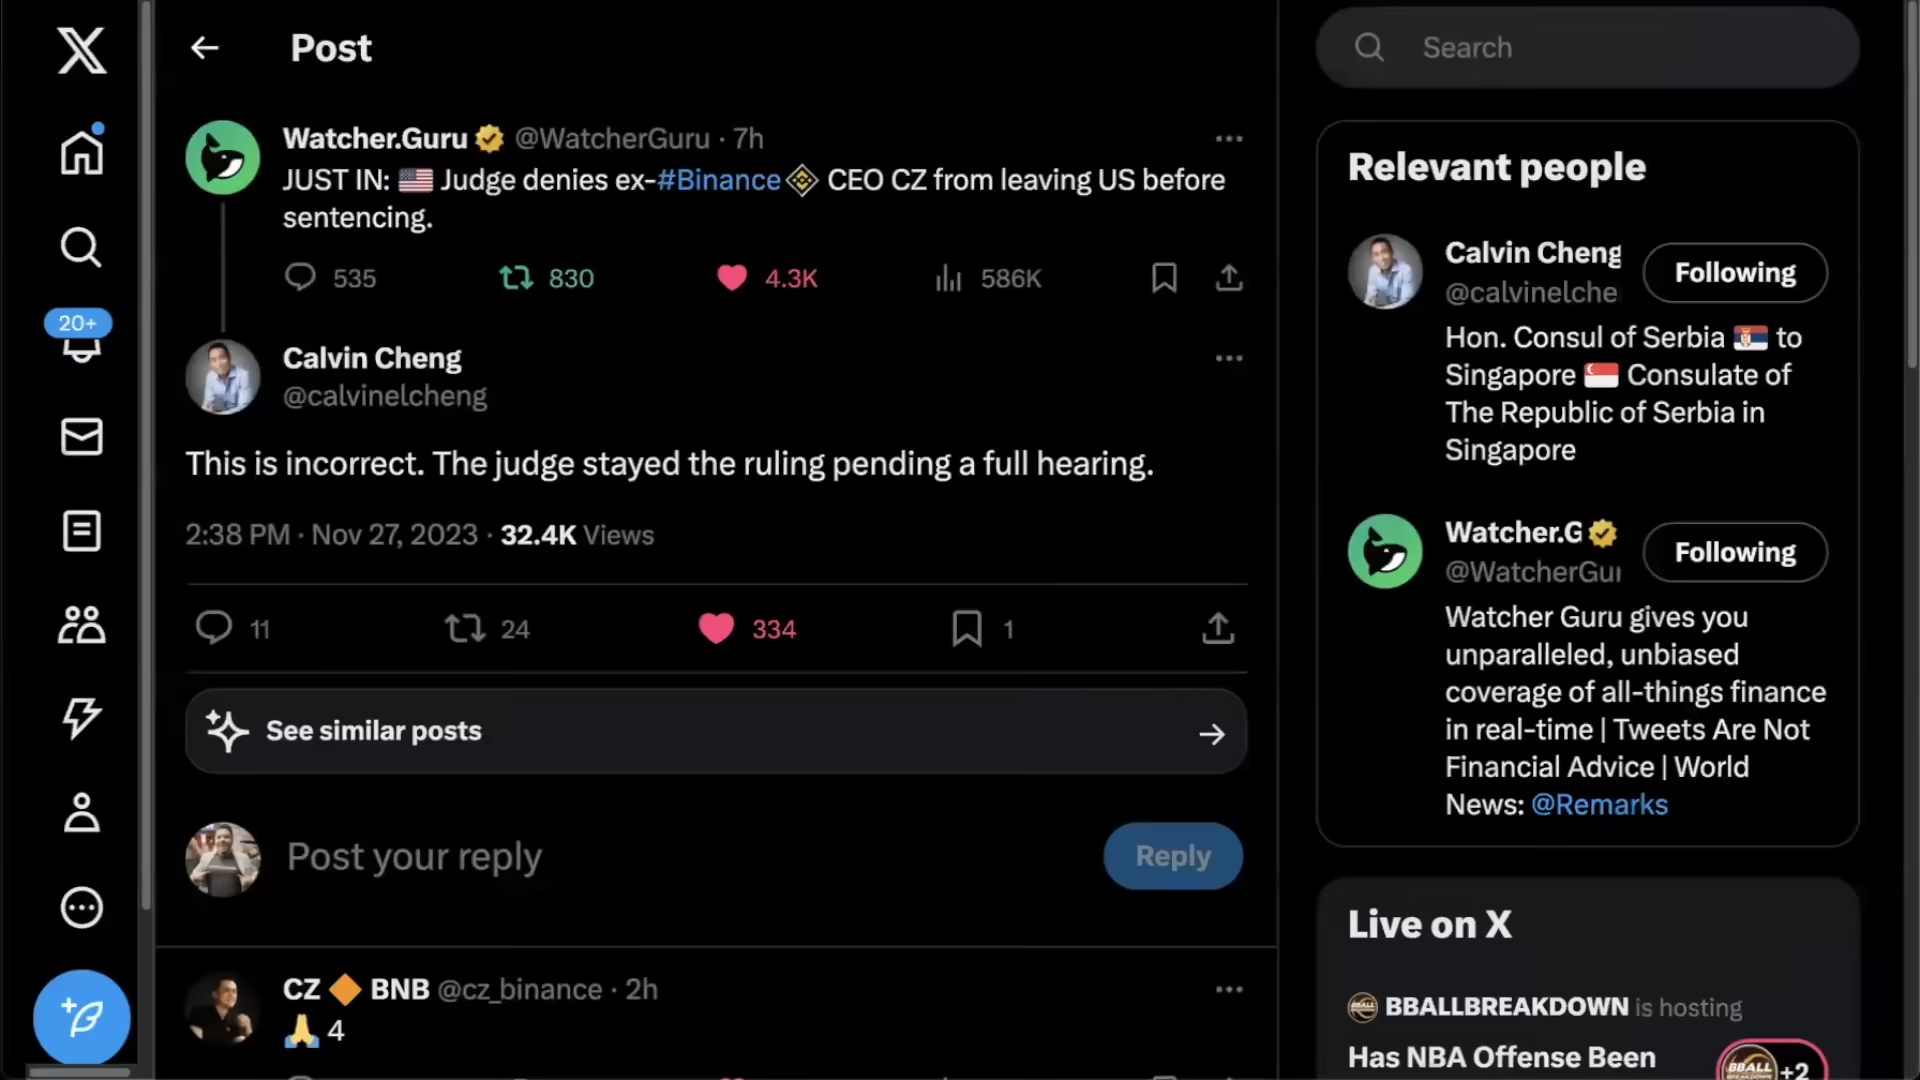 Post
Search
Watcher.Guru @WatcherGuru · 7h
JUST IN: 🇺🇸 Judge denies ex-#Binance CEO CZ from leaving US before
sentencing.
535 830 4.3K 586K
20+
Calvin Cheng
@calvinelcheng
This is incorrect. The judge stayed the ruling pending a full hearing.
2:38 PM · Nov 27, 2023 · 32.4K Views
11 24 334 1
See similar posts
Post your reply
Reply
CZ 🔶 BNB @cz_binance · 2h
🙏 4
Relevant people
Calvin Cheng
Following
@calvinelche
Hon. Consul of Serbia 🇷🇸 to
Singapore 🇸🇬 Consulate of
The Republic of Serbia in
Singapore
Watcher.G
Following
@WatcherGu
Watcher Guru gives you
unparalleled, unbiased
coverage of all-things finance
in real-time | Tweets Are Not
Financial Advice | World
News: @Remarks
Live on X
BBALLBREAKDOWN is hosting
Has NBA Offense Been
BBALL
+2